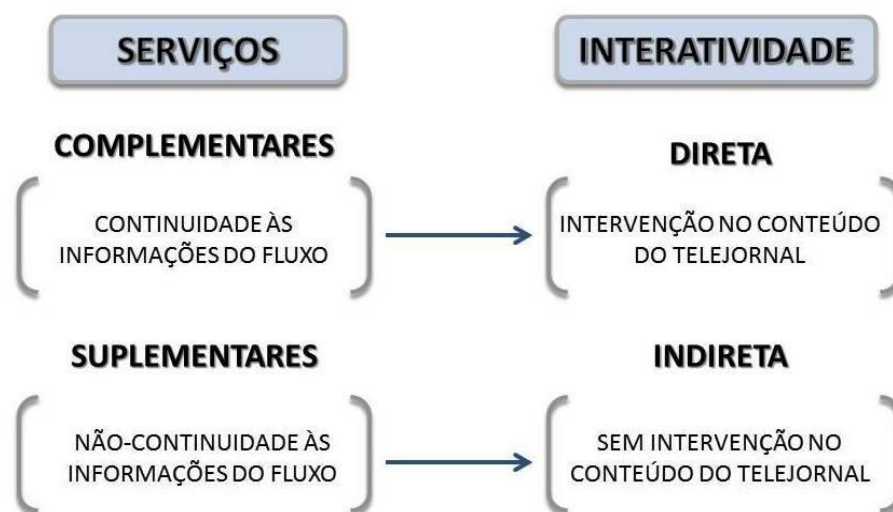 SERVIÇOS
INTERATIVIDADE
COMPLEMENTARES
DIRETA
CONTINUIDADE ÀS
INFORMAÇÕES DO FLUXO
INTERVENÇÃO NO CONTEÚDO
DO TELEJORNAL
SUPLEMENTARES
INDIRETA
NÃO-CONTINUIDADE ÀS
INFORMAÇÕES DO FLUXO
SEM INTERVENÇÃO NO
CONTEÚDO DO TELEJORNAL